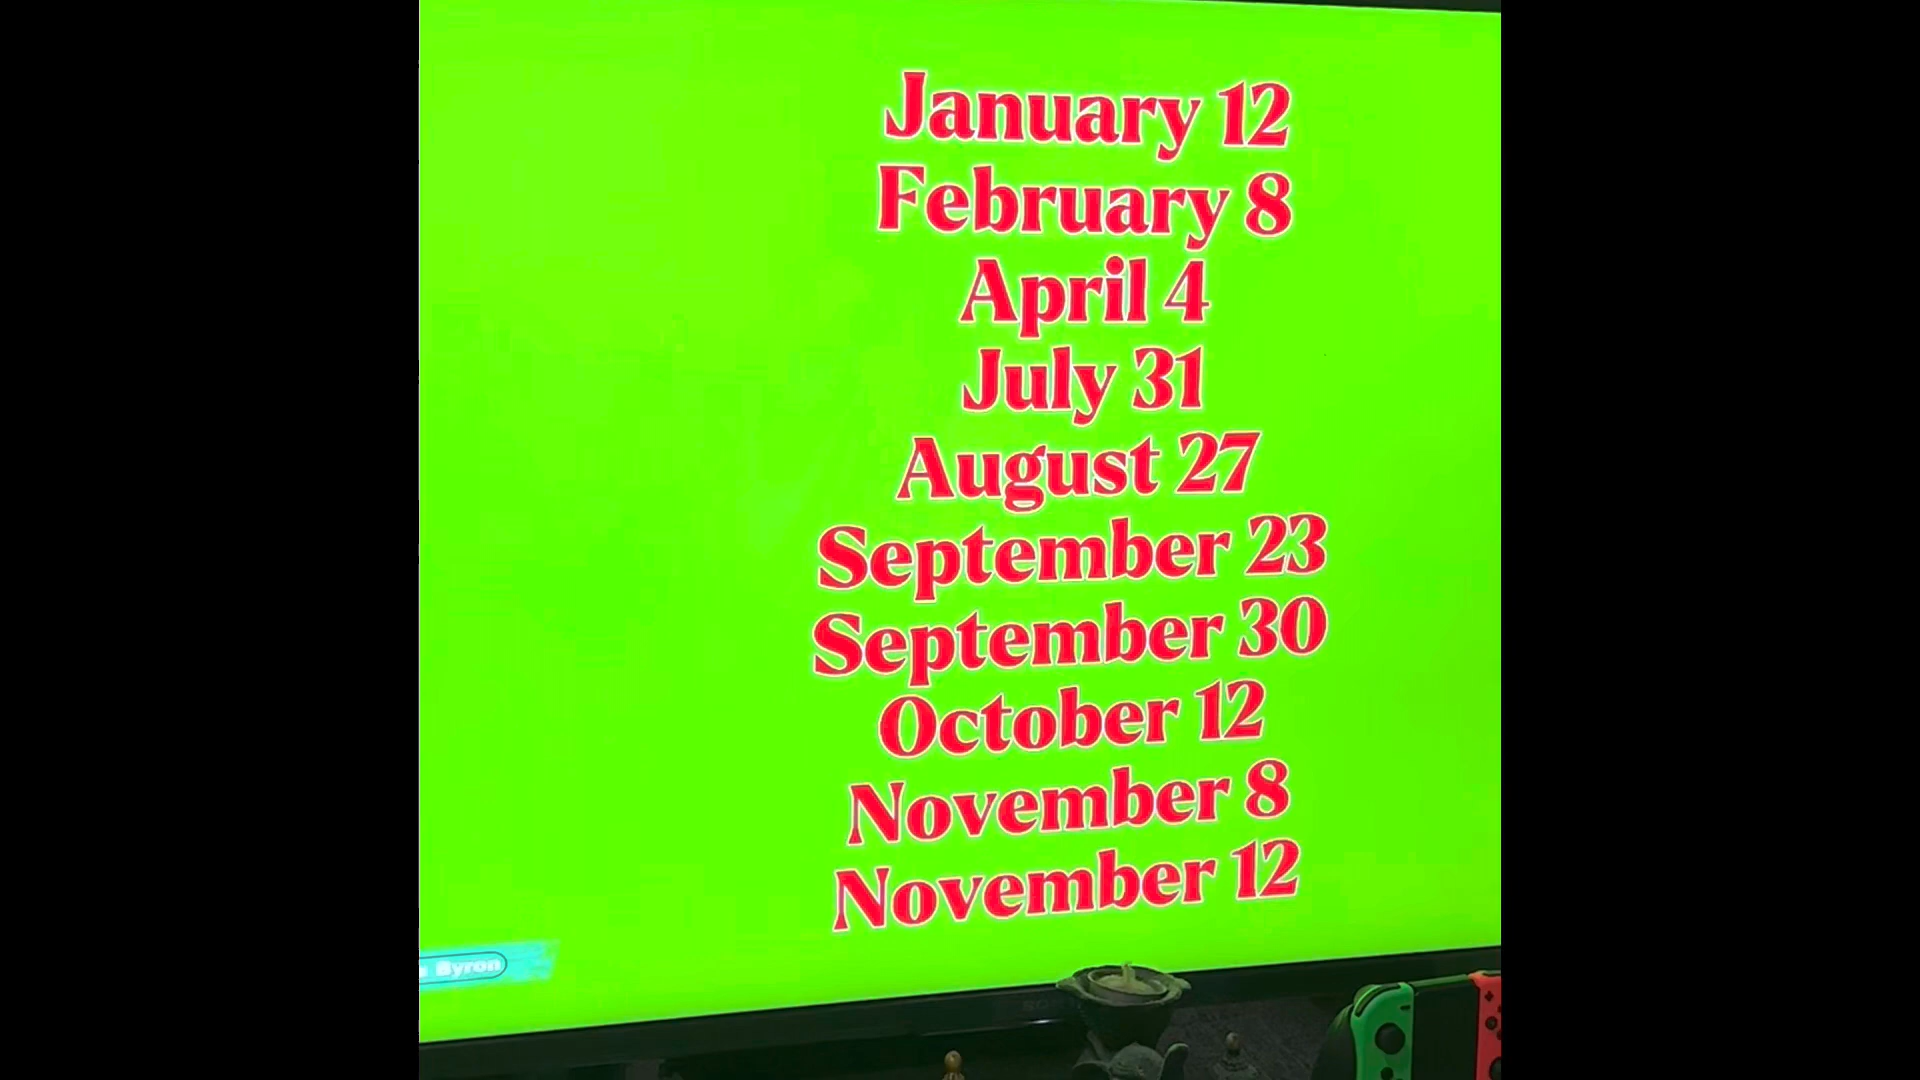 January 12
February 8
April 4
July 31
August 27
September 23
September 30
October 12
November 8
November 12
Byron